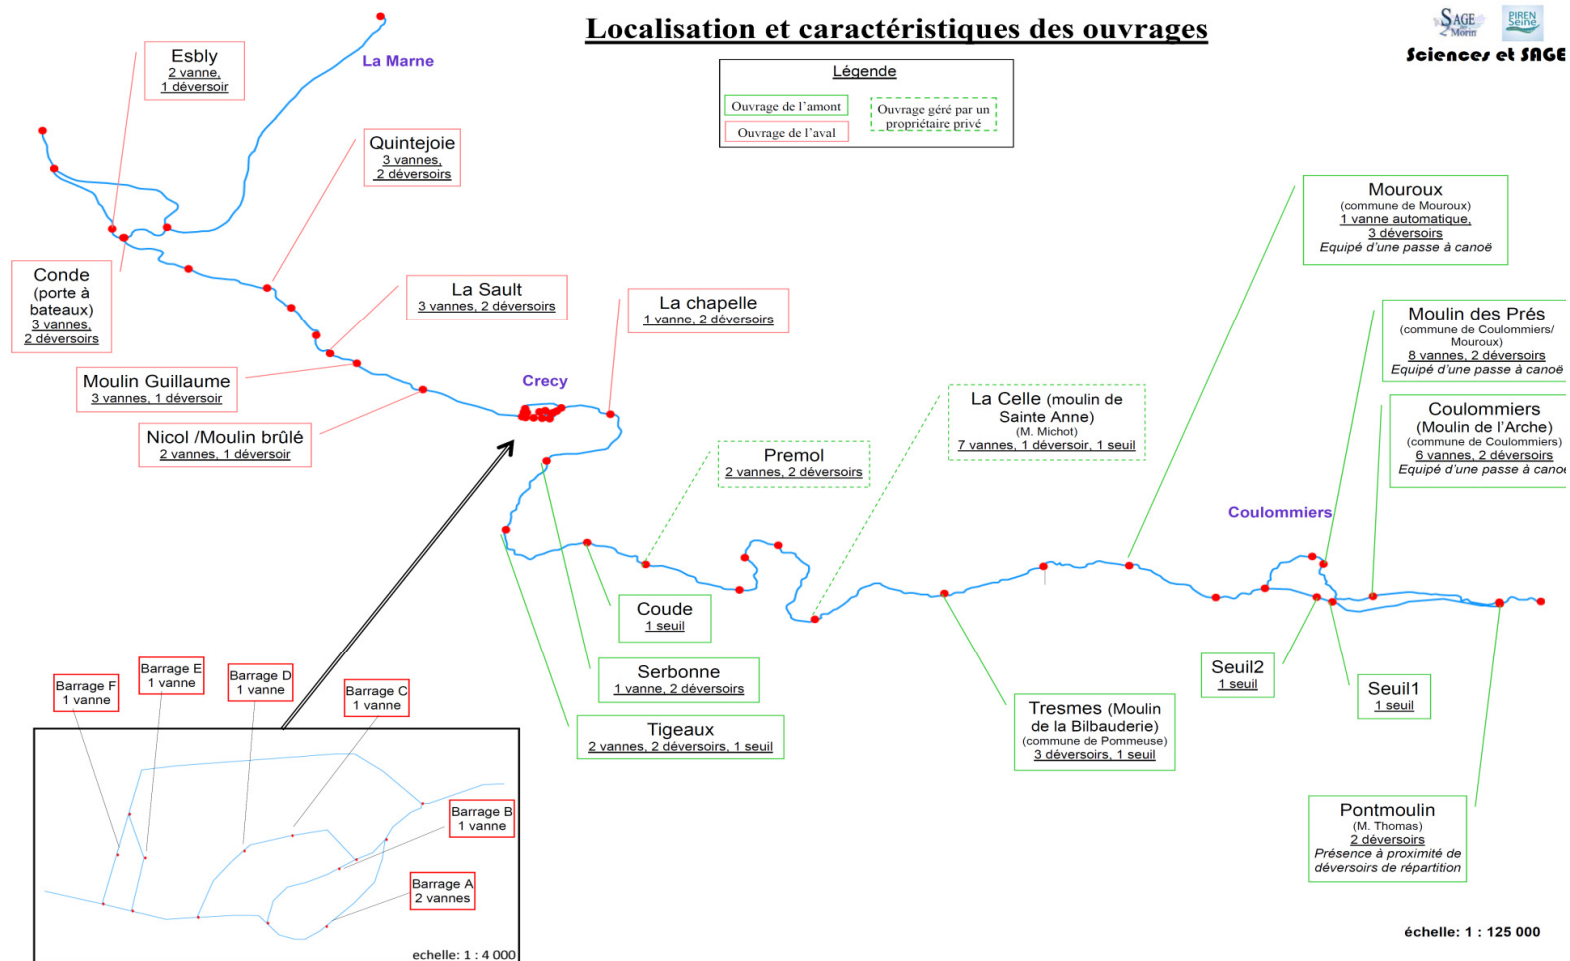 Localisation et caractéristiques des ouvrages
SAGE
Morin
PIREN
Seine
Sciences et SAGE
Légende
Ouvrage de l'amont
Ouvrage de l'aval
Ouvrage géré par un
propriétaire privé
La Marne
Esbly
2 vanne,
1 déversoir
Quintejoie
3 vannes,
2 déversoirs
Conde
(porte à
bateaux)
3 vannes,
2 déversoirs
La Sault
3 vannes, 2 déversoirs
La chapelle
1 vanne, 2 déversoirs
Moulin Guillaume
3 vannes, 1 déversoir
Nicol /Moulin brûlé
2 vannes, 1 déversoir
Crecy
Mouroux
(commune de Mouroux)
1 vanne automatique,
3 déversoirs
Equipé d'une passe à canoë
Moulin des Prés
(commune de Coulommiers/
Mouroux)
8 vannes, 2 déversoirs
Equipé d'une passe à canoë
Coulommiers
(Moulin de l'Arche)
(commune de Coulommiers)
6 vannes, 2 déversoirs
Equipé d'une passe à canoë
La Celle (moulin de
Sainte Anne)
(M. Michot)
7 vannes, 1 déversoir, 1 seuil
Premol
2 vannes, 2 déversoirs
Coulommiers
Coude
1 seuil
Serbonne
1 vanne, 2 déversoirs
Tigeaux
2 vannes, 2 déversoirs, 1 seuil
Tresmes (Moulin
de la Bilbauderie)
(commune de Pommeuse)
3 déversoirs, 1 seuil
Seuil2
1 seuil
Seuil1
1 seuil
Pontmoulin
(M. Thomas)
2 déversoirs
Présence à proximité de
déversoirs de répartition
Barrage F
1 vanne
Barrage E
1 vanne
Barrage D
1 vanne
Barrage C
1 vanne
Barrage B
1 vanne
Barrage A
2 vannes
echelle: 1 : 4 000
échelle: 1 : 125 000